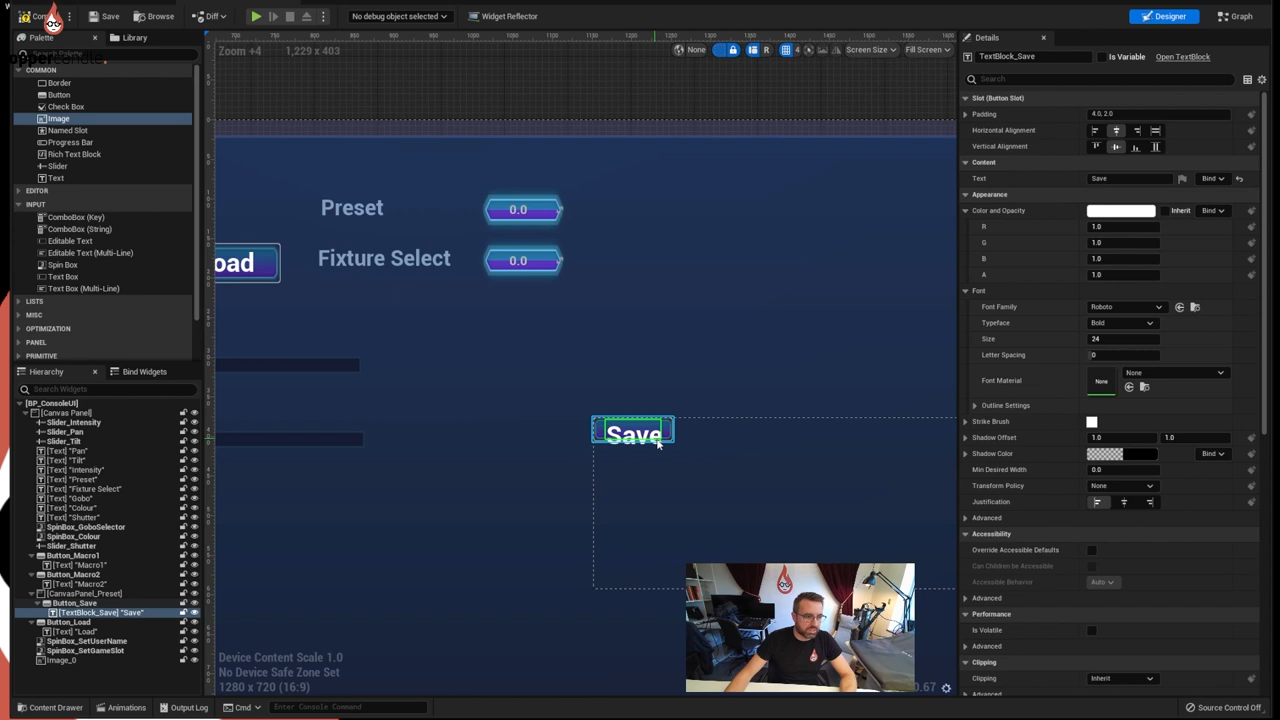 Save
Browse
Diff
No debug object selected
Widget Reflector
Designer
Graph
Palette
Library
COMMON
Border
Button
Check Box
Image
Named Slot
Progress Bar
Rich Text Block
Slider
Text
EDITOR
INPUT
ComboBox (Key)
ComboBox (String)
Editable Text
Editable Text (Multi-Line)
Spin Box
Text Box
Text Box (Multi-Line)
LISTS
MISC
OPTIMIZATION
PANEL
PRIMITIVE
Hierarchy
Bind Widgets
Search Widgets
[BP_ConsoleUI]
[Canvas Panel]
Slider_Intensity
Slider_Pan
Slider_Tilt
[Text] "Pan"
[Text] "Tilt"
[Text] "Intensity"
[Text] "Preset"
[Text] "Fixture Select"
[Text] "Gobo"
[Text] "Colour"
[Text] "Shutter"
SpinBox_GoboSelector
SpinBox_Colour
Slider_Shutter
Button_Macro1
[Text] "Macro1"
Button_Macro2
[Text] "Macro2"
[CanvasPanel_Preset]
Button_Save
[TextBlock_Save] "Save"
Button_Load
[Text] "Load"
SpinBox_SetUserName
SpinBox_SetGameSlot
Image_0
Zoom +4
1,229 x 403
None
R
4
Screen Size
Fill Screen
Preset
0.0
oad
Fixture Select
0.0
Save
Device Content Scale 1.0
No Device Safe Zone Set
1280 x 720 (16:9)
0.67
Details
TextBlock_Save
Is Variable
Open TextBlock
Search
Slot (Button Slot)
Padding
4.0, 2.0
Horizontal Alignment
Vertical Alignment
Content
Text
Save
Bind
Appearance
Color and Opacity
Inherit
Bind
R
1.0
G
1.0
B
1.0
A
1.0
Font
Font Family
Roboto
Typeface
Bold
Size
24
Letter Spacing
0
Font Material
None
None
Outline Settings
Strike Brush
Shadow Offset
1.0
1.0
Shadow Color
Bind
Min Desired Width
0.0
Transform Policy
None
Justification
Advanced
Accessibility
Override Accessible Defaults
Can Children be Accessible
Accessible Behavior
Auto
Advanced
Performance
Is Volatile
Advanced
Clipping
Clipping
Inherit
Advanced
Content Drawer
Animations
Output Log
Cmd
Enter Console Command
Source Control Off